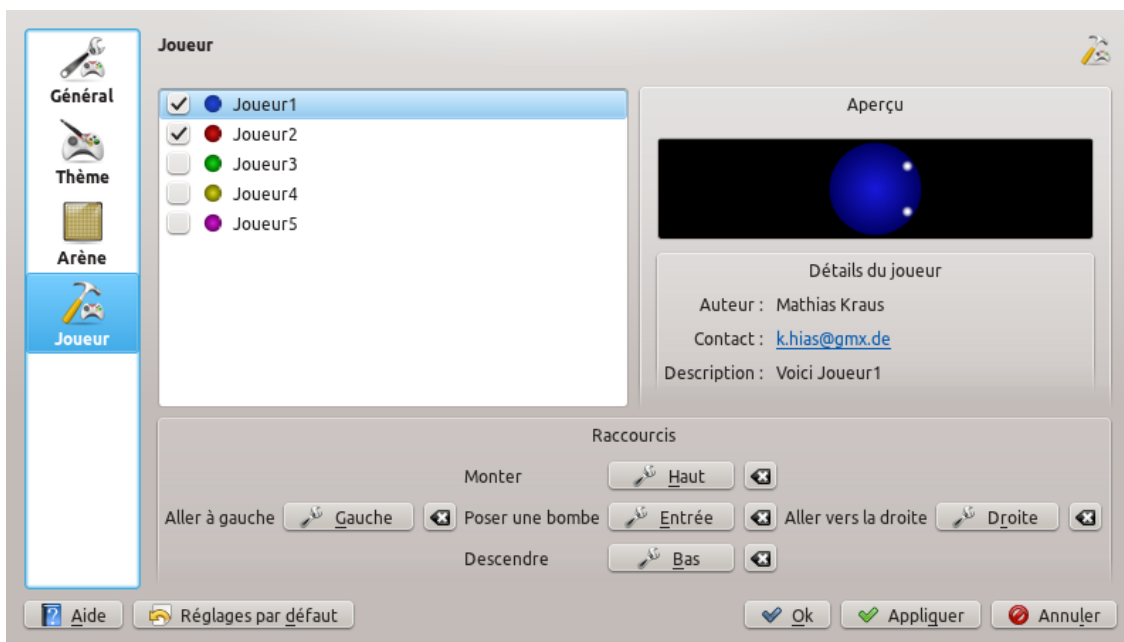 Général
Thème
Arène
Joueur
Joueur
Joueur1
Joueur2
Joueur3
Joueur4
Joueur5
Aperçu
Détails du joueur
Auteur : Mathias Kraus
Contact : k.hias@gmx.de
Description : Voici Joueur1
Raccourcis
Monter Haut
Aller à gauche Gauche Poser une bombe Entrée Aller vers la droite Droite
Descendre Bas
Aide Réglages par défaut Ok Appliquer Annuler